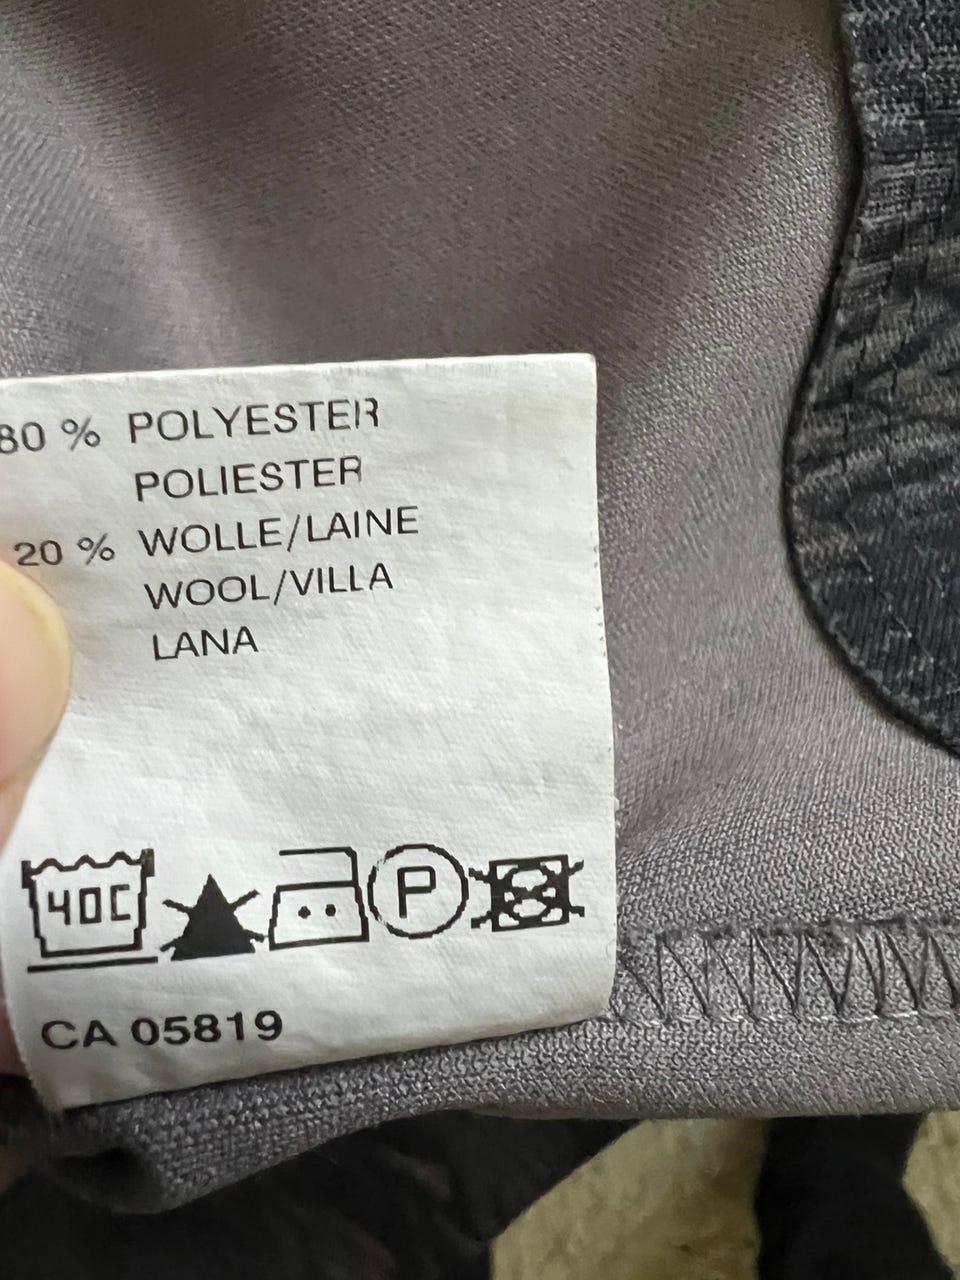 80 % POLYESTER
POLIESTER
20 % WOLLE/LAINE
WOOL/VILLA
LANA
40C
P
CA 05819